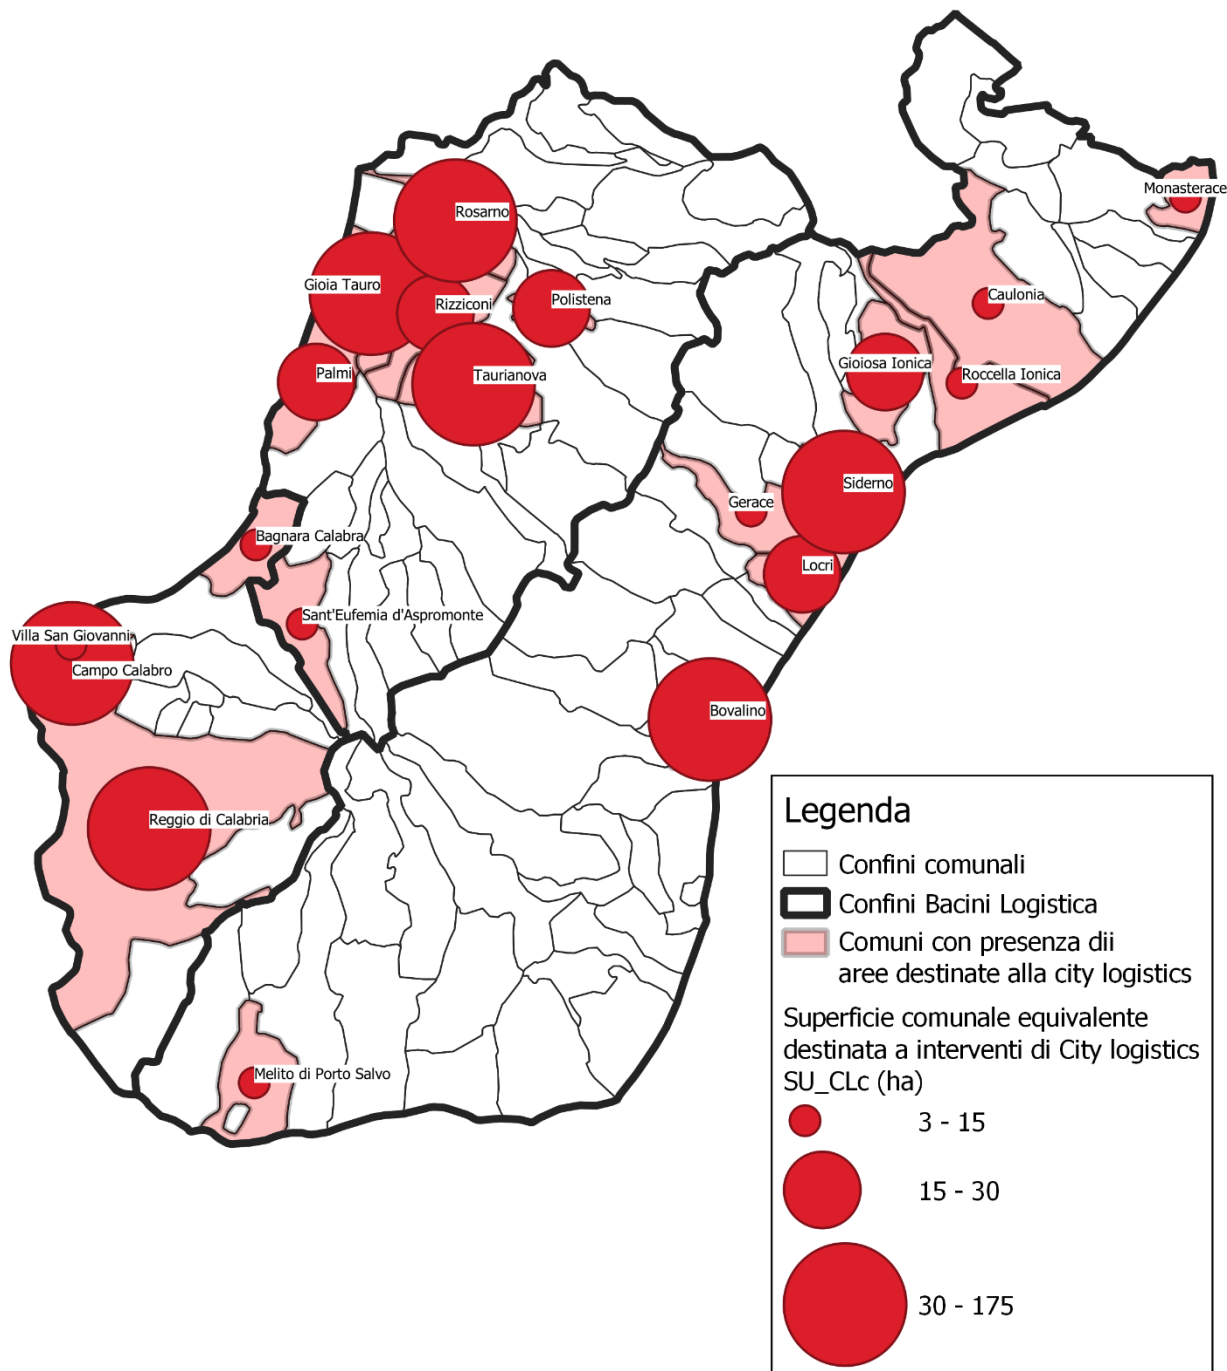 Monasterace
Rosarno
Gioia Tauro
Rizziconi
Polistena
Caulonia
Gioiosa Ionica
Palmi
Taurianova
Roccella Ionica
Siderno
Gerace
Bagnara Calabra
Locri
Sant'Eufemia d'Aspromonte
Villa San Giovanni
Campo Calabro
Bovalino
Reggio di Calabria
Melito di Porto Salvo
Legenda
Confini comunali
Confini Bacini Logistica
Comuni con presenza dii
aree destinate alla city logistics
Superficie comunale equivalente
destinata a interventi di City logistics
SU_CLc (ha)
3 - 15
15 - 30
30 - 175